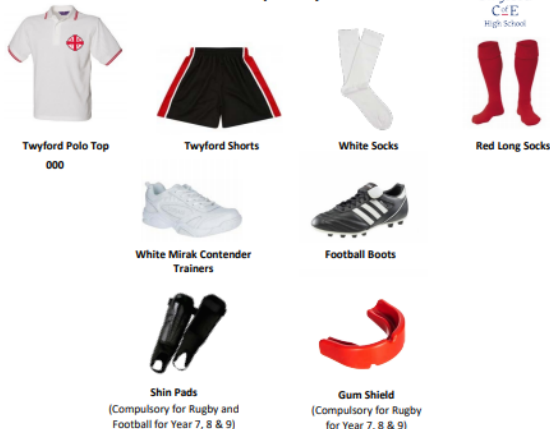 C of E
High School
Twyford Polo Top
000
Twyford Shorts
White Socks
Red Long Socks
White Mirak Contender
Trainers
Football Boots
Shin Pads
(Compulsory for Rugby and
Football for Year 7, 8 & 9)
Gum Shield
(Compulsory for Rugby
for Year 7, 8 & 9)